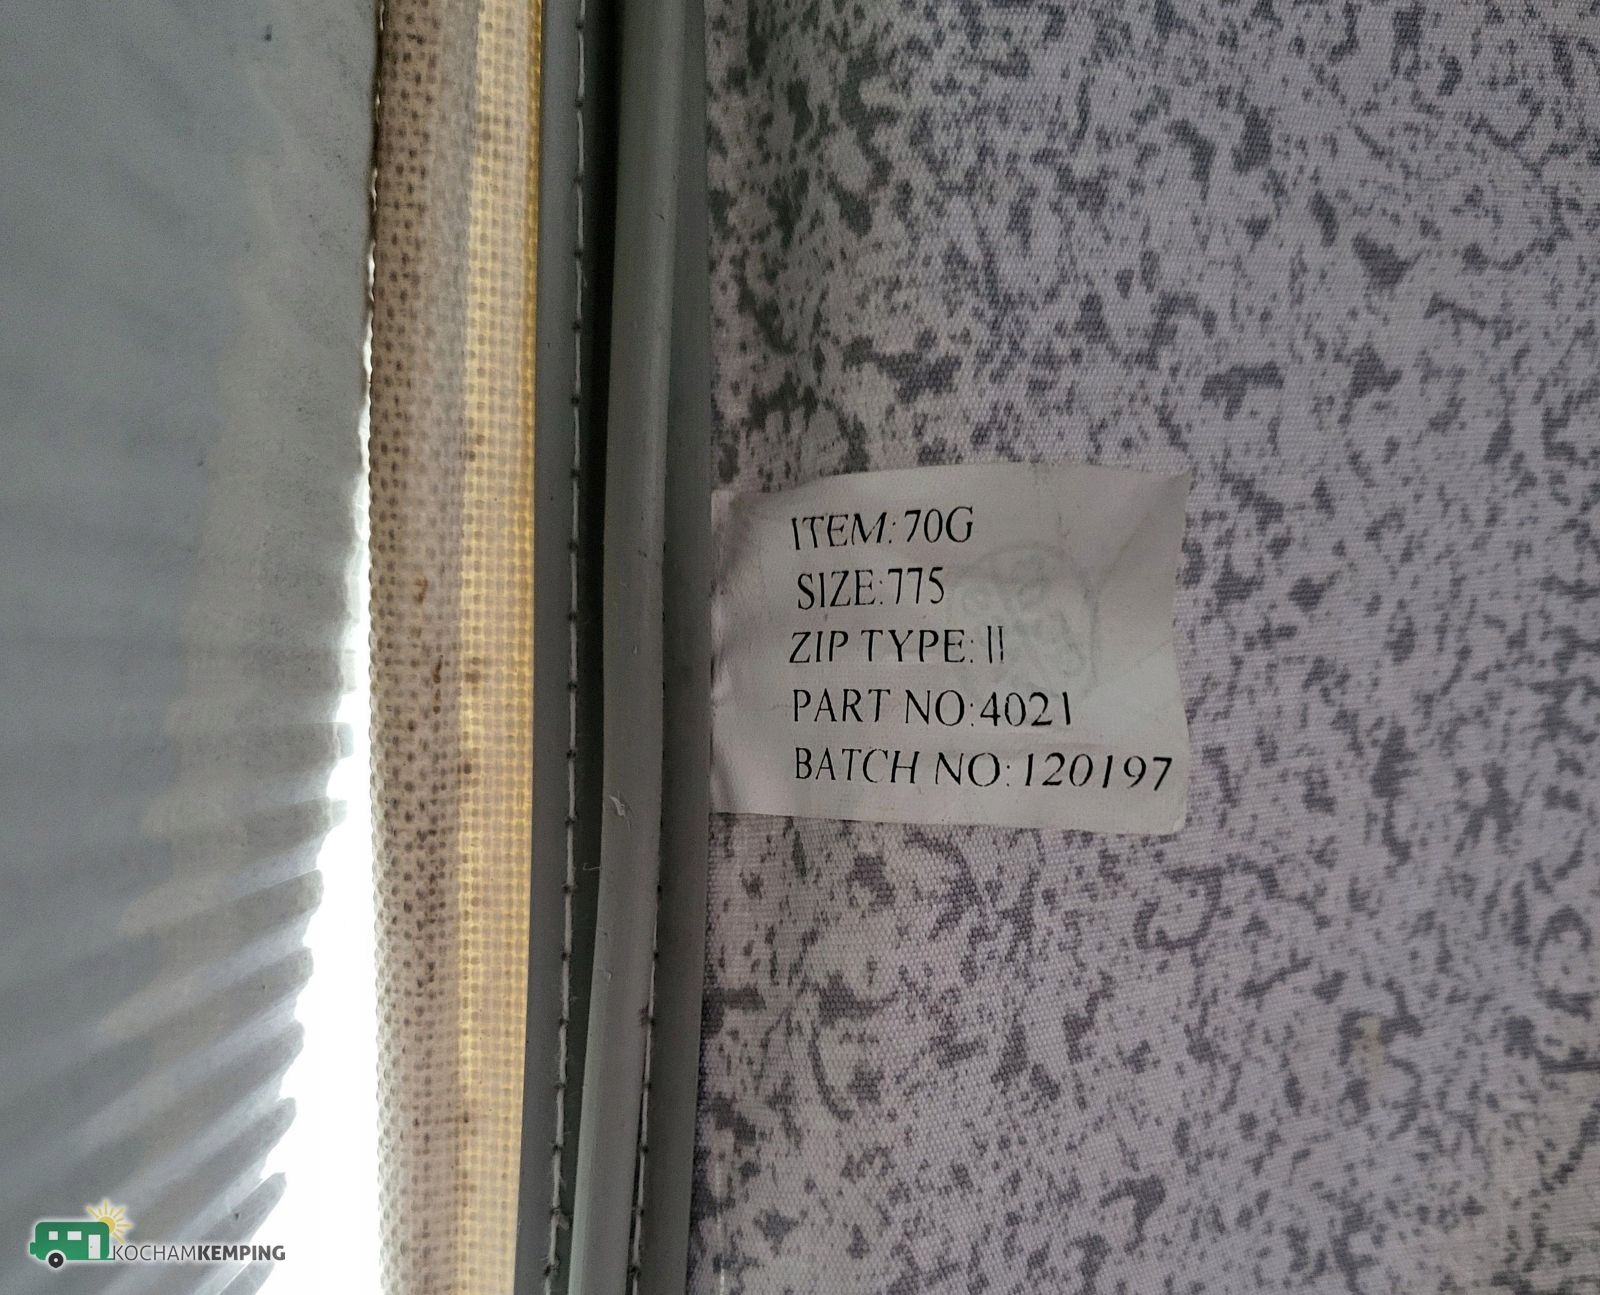 ITEM: 70G
SIZE: 775
ZIP TYPE: II
PART NO: 4021
BATCH NO: 120197
KOCHAMKEMPING